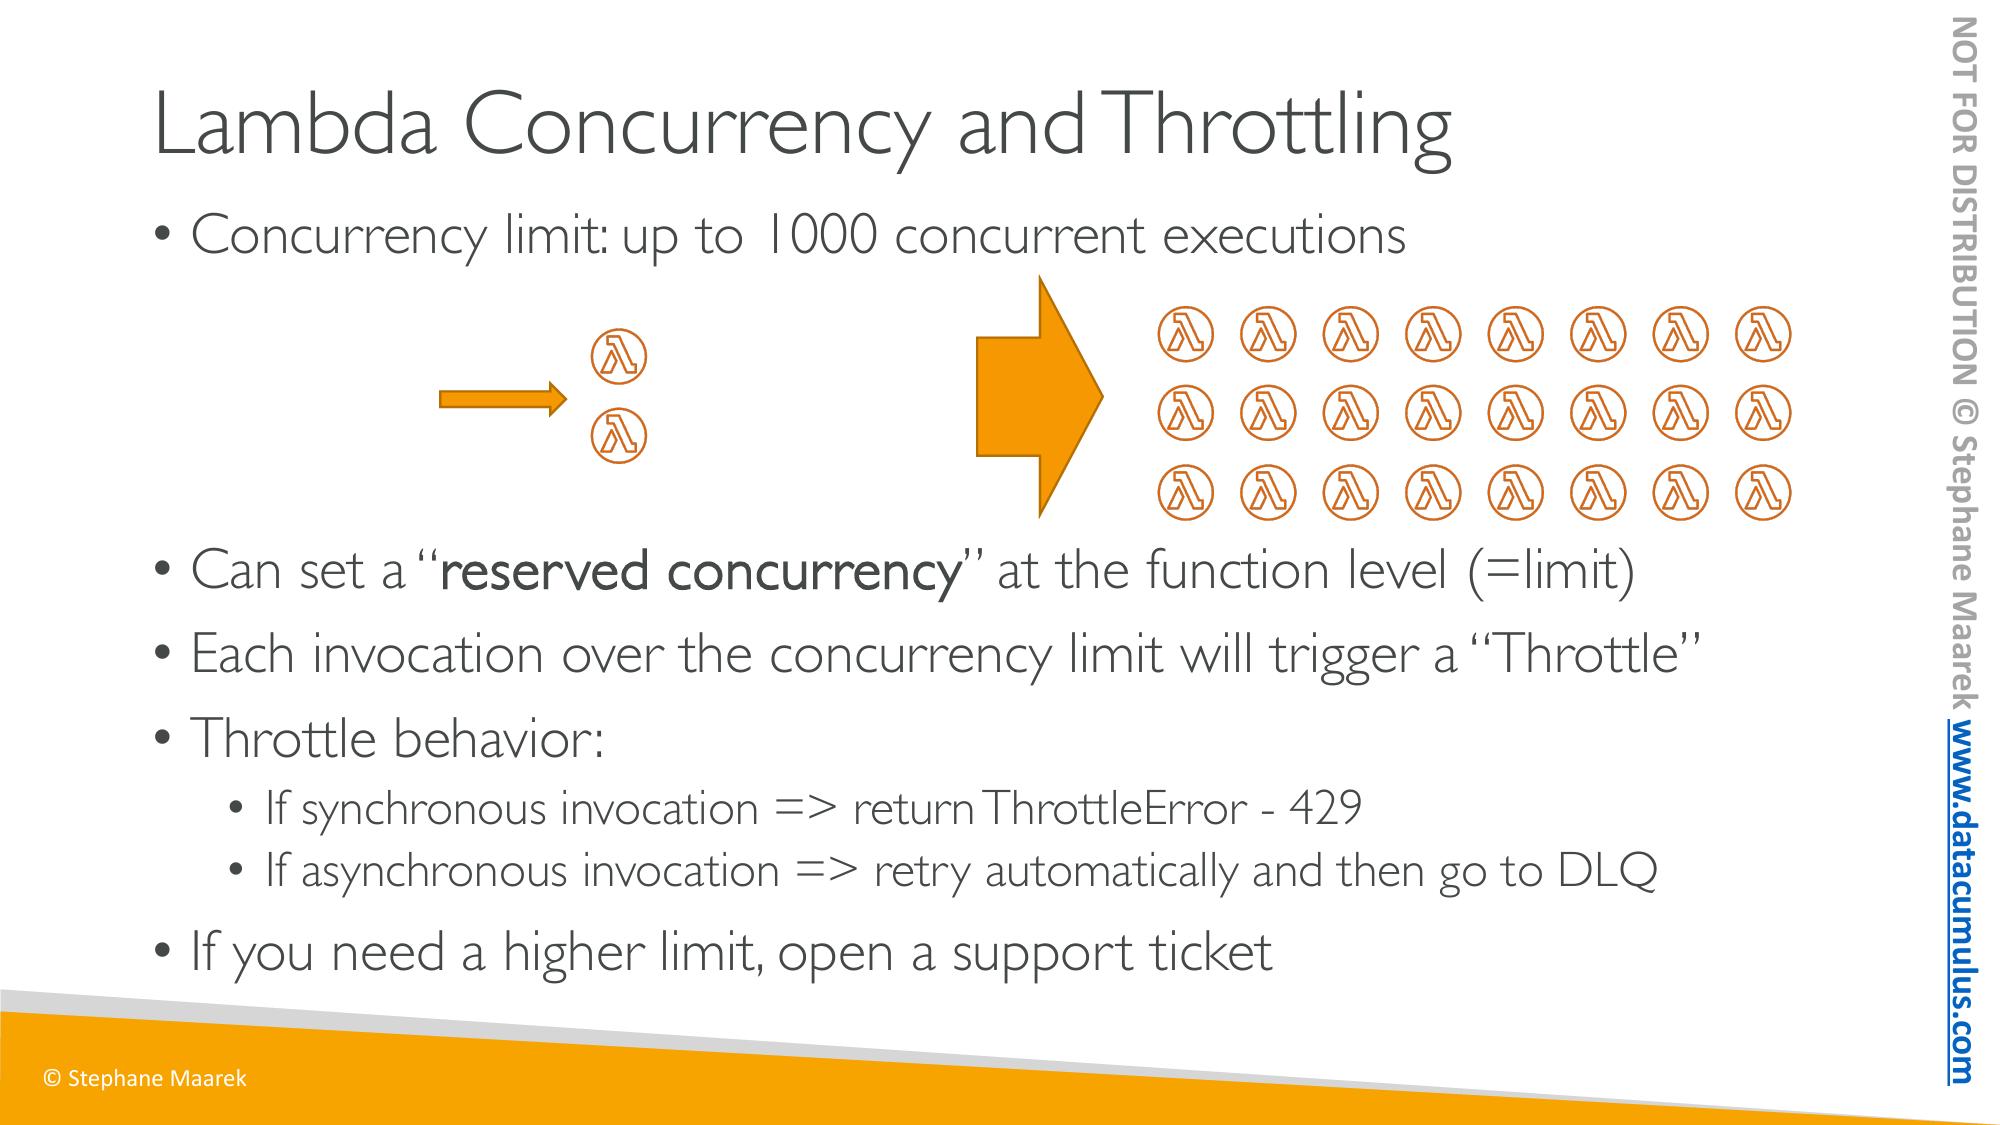 Lambda Concurrency and Throttling
• Concurrency limit: up to 1000 concurrent executions
• Can set a “reserved concurrency” at the function level (=limit)
• Each invocation over the concurrency limit will trigger a “Throttle”
• Throttle behavior:
• If synchronous invocation => return ThrottleError - 429
• If asynchronous invocation => retry automatically and then go to DLQ
• If you need a higher limit, open a support ticket
© Stephane Maarek
NOT FOR DISTRIBUTION © Stephane Maarek www.datacumulus.com